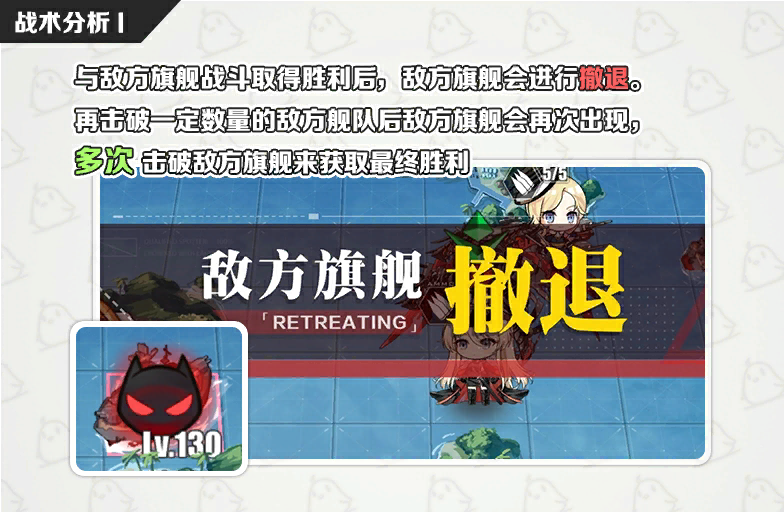 战术分析 I
与敌方旗舰战斗取得胜利后，敌方旗舰会进行撤退。
再击破一定数量的敌方舰队后敌方旗舰会再次出现，
多次 击破敌方旗舰来获取最终胜利
5/5
敌方旗舰 撤退
「RETREATING」
lv.130